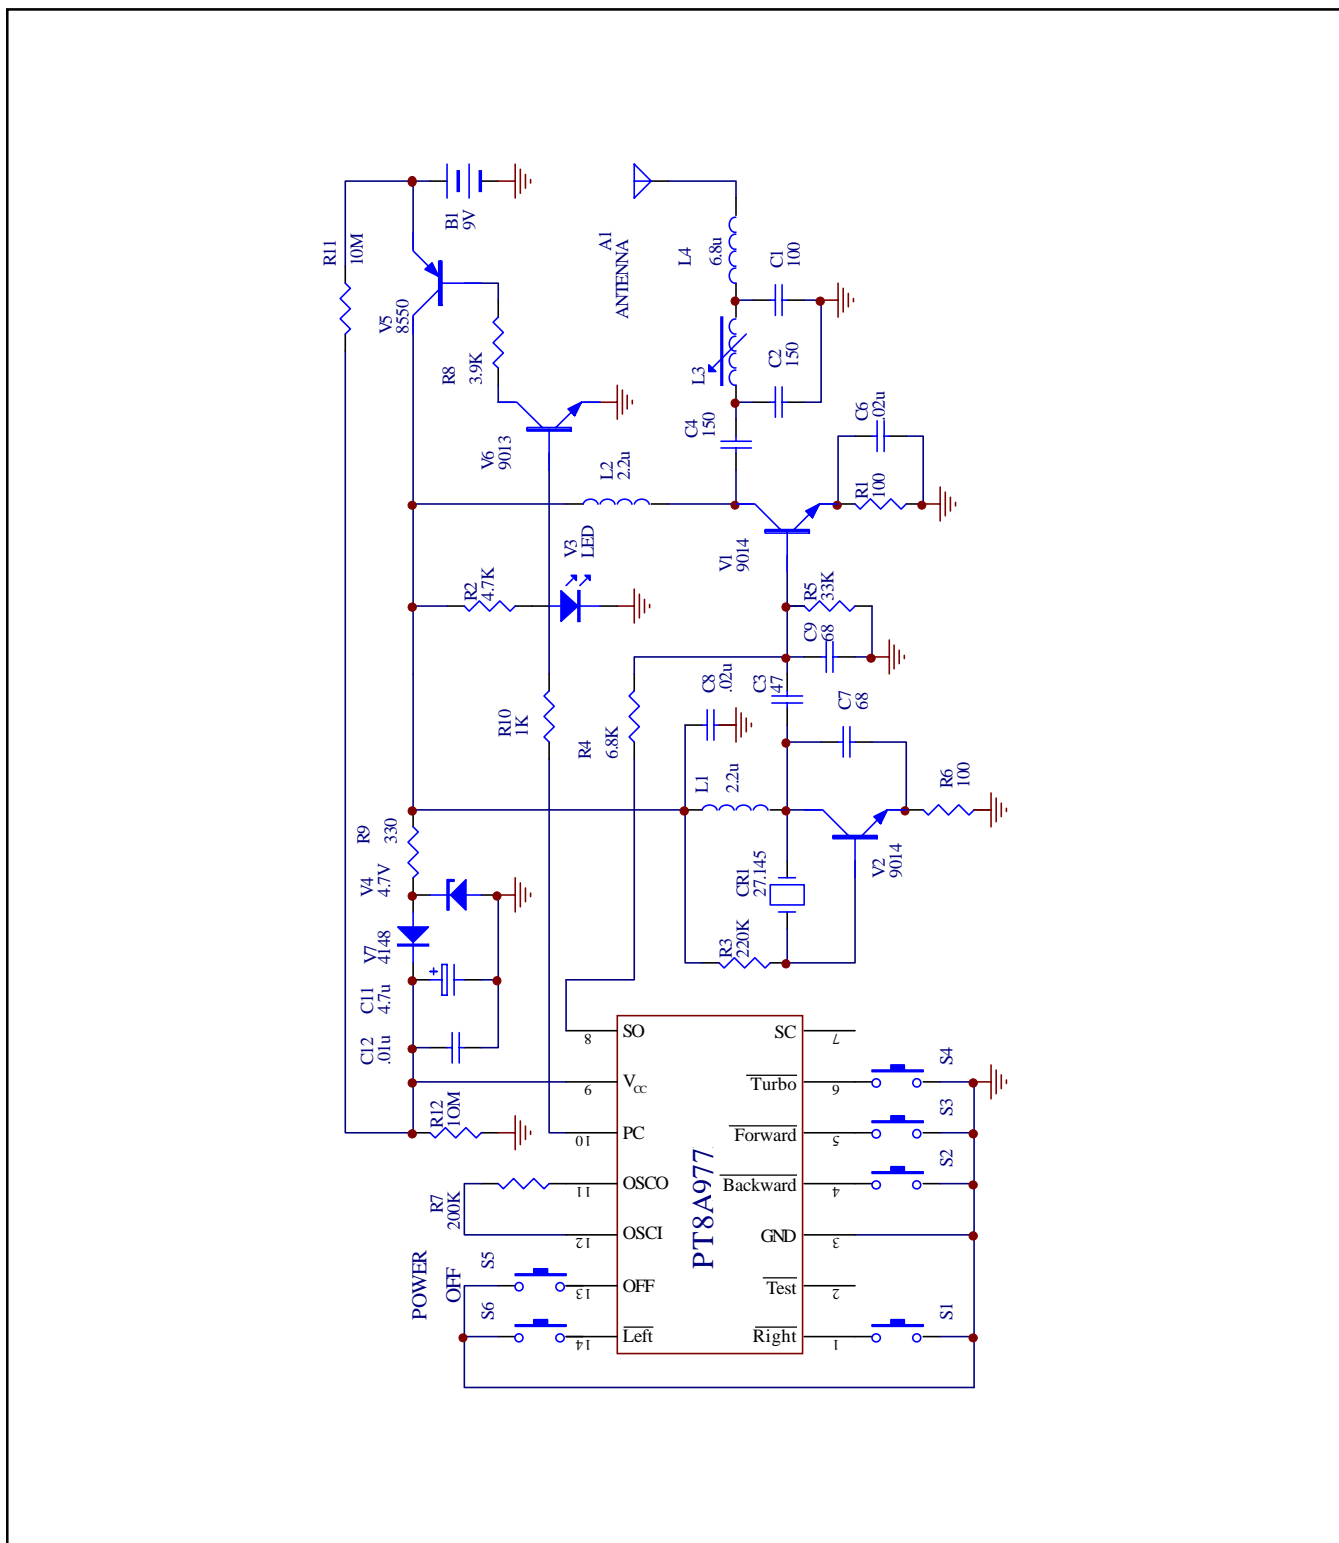 R11
10M
B1
9V
V5
8550
R8
3.9K
A1
ANTENNA
L4
6.8u
C1
100
L3
C2
150
C4
150
C6
.02u
V6
9013
L2
2.2u
R1
100
V3
LED
V1
9014
R2
4.7K
R5
33K
C9
68
C8
.02u
C3
47
C7
68
R10
1K
R4
6.8K
L1
2.2u
R6
100
R9
330
V4
4.7V
V2
9014
CR1
27.145
V7
4148
R3
220K
C11
4.7u
+
C12
.01u
R12
1OM
R7
200K
POWER
OFF
S5
S6
8
SO
9
VCC
10
PC
11
OSCO
12
OSCI
13
OFF
14
Left
PT8A977
SC
7
Turbo
6
Forward
5
Backward
4
GND
3
Test
2
Right
1
S4
S3
S2
S1